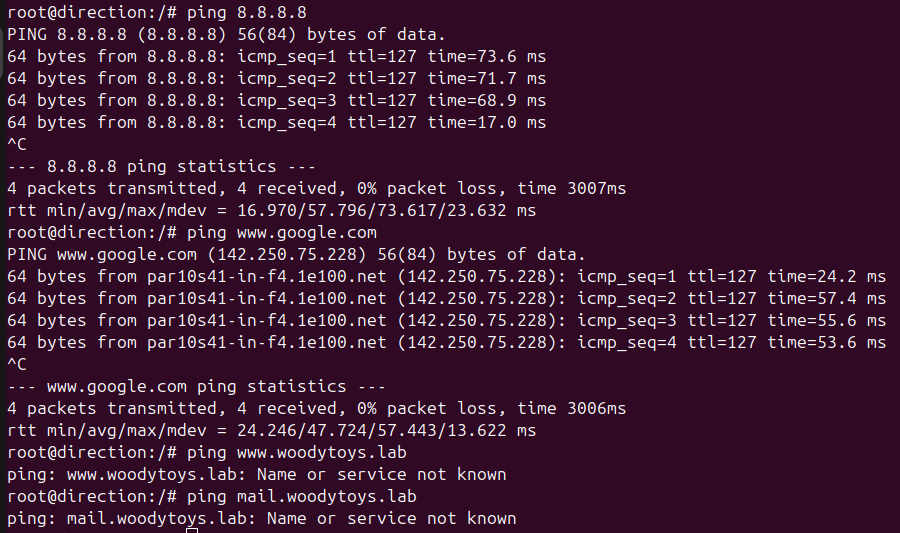 root@direction:/# ping 8.8.8.8
PING 8.8.8.8 (8.8.8.8) 56(84) bytes of data.
64 bytes from 8.8.8.8: icmp_seq=1 ttl=127 time=73.6 ms
64 bytes from 8.8.8.8: icmp_seq=2 ttl=127 time=71.7 ms
64 bytes from 8.8.8.8: icmp_seq=3 ttl=127 time=68.9 ms
64 bytes from 8.8.8.8: icmp_seq=4 ttl=127 time=17.0 ms
^C
--- 8.8.8.8 ping statistics ---
4 packets transmitted, 4 received, 0% packet loss, time 3007ms
rtt min/avg/max/mdev = 16.970/57.796/73.617/23.632 ms
root@direction:/# ping www.google.com
PING www.google.com (142.250.75.228) 56(84) bytes of data.
64 bytes from par10s41-in-f4.1e100.net (142.250.75.228): icmp_seq=1 ttl=127 time=24.2 ms
64 bytes from par10s41-in-f4.1e100.net (142.250.75.228): icmp_seq=2 ttl=127 time=57.4 ms
64 bytes from par10s41-in-f4.1e100.net (142.250.75.228): icmp_seq=3 ttl=127 time=55.6 ms
64 bytes from par10s41-in-f4.1e100.net (142.250.75.228): icmp_seq=4 ttl=127 time=53.6 ms
^C
--- www.google.com ping statistics ---
4 packets transmitted, 4 received, 0% packet loss, time 3006ms
rtt min/avg/max/mdev = 24.246/47.724/57.443/13.622 ms
root@direction:/# ping www.woodytoys.lab
ping: www.woodytoys.lab: Name or service not known
root@direction:/# ping mail.woodytoys.lab
ping: mail.woodytoys.lab: Name or service not known